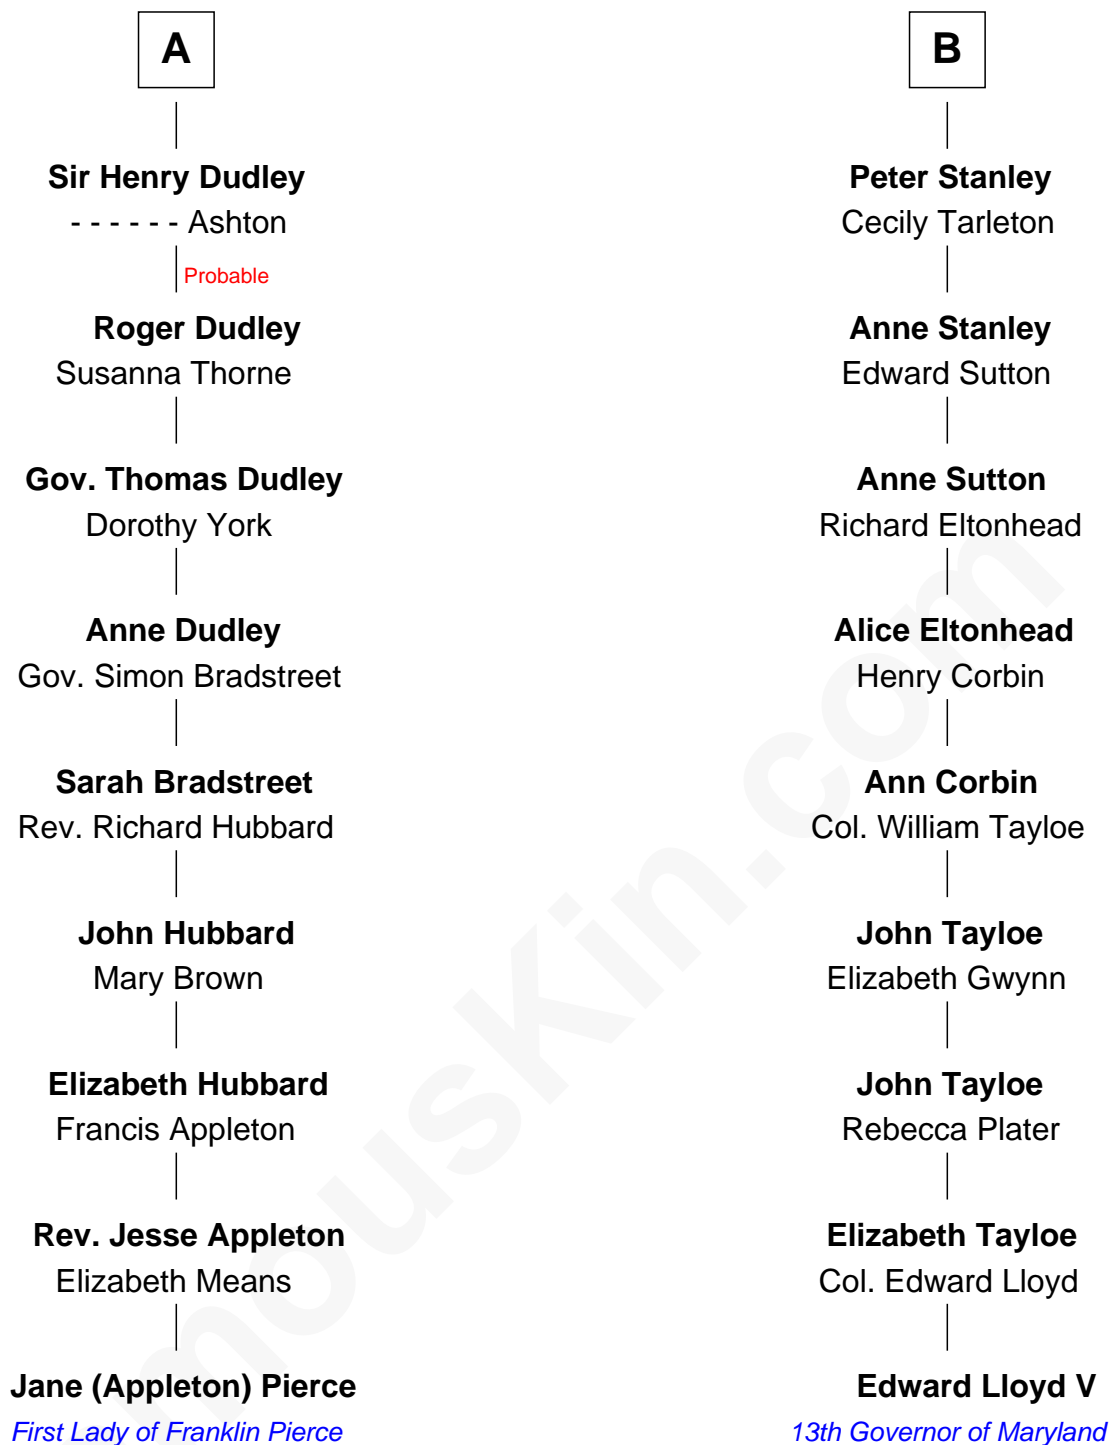 A
Sir Henry Dudley
- - - - - - Ashton
Probable
Roger Dudley
Susanna Thorne
Gov. Thomas Dudley
Dorothy York
Anne Dudley
Gov. Simon Bradstreet
Sarah Bradstreet
Rev. Richard Hubbard
John Hubbard
Mary Brown
Elizabeth Hubbard
Francis Appleton
Rev. Jesse Appleton
Elizabeth Means
Jane (Appleton) Pierce
First Lady of Franklin Pierce
B
Peter Stanley
Cecily Tarleton
Anne Stanley
Edward Sutton
Anne Sutton
Richard Eltonhead
Alice Eltonhead
Henry Corbin
Ann Corbin
Col. William Tayloe
John Tayloe
Elizabeth Gwynn
John Tayloe
Rebecca Plater
Elizabeth Tayloe
Col. Edward Lloyd
Edward Lloyd V
13th Governor of Maryland
mousKin.com